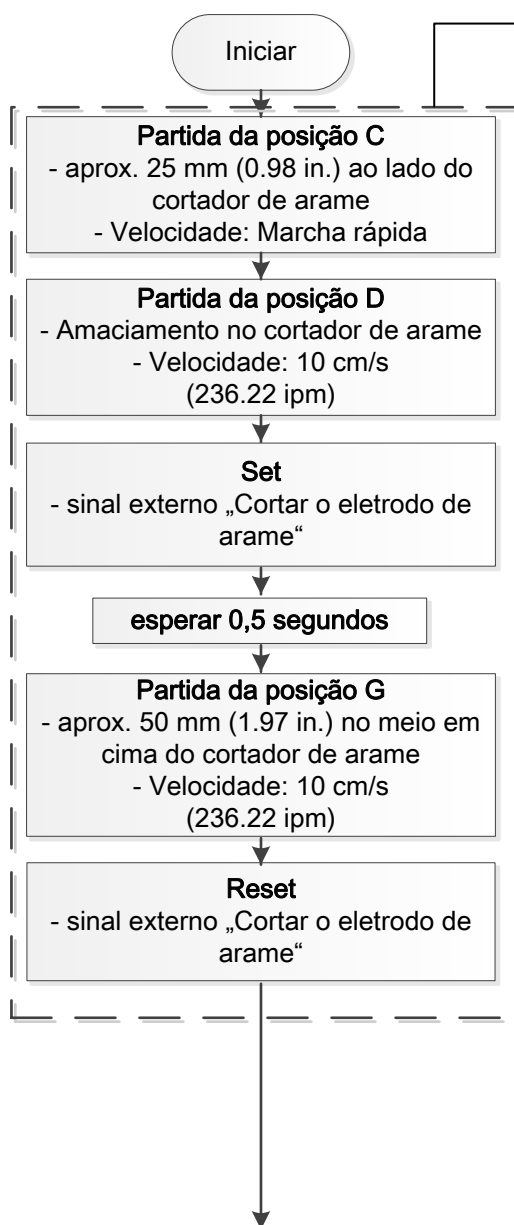 Iniciar
Partida da posição C
- aprox. 25 mm (0.98 in.) ao lado do
cortador de arame
- Velocidade: Marcha rápida
Partida da posição D
- Amaciamento no cortador de arame
- Velocidade: 10 cm/s
(236.22 ipm)
Set
- sinal externo „Cortar o eletrodo de
arame“
esperar 0,5 segundos
Partida da posição G
- aprox. 50 mm (1.97 in.) no meio em
cima do cortador de arame
- Velocidade: 10 cm/s
(236.22 ipm)
Reset
- sinal externo „Cortar o eletrodo de
arame“